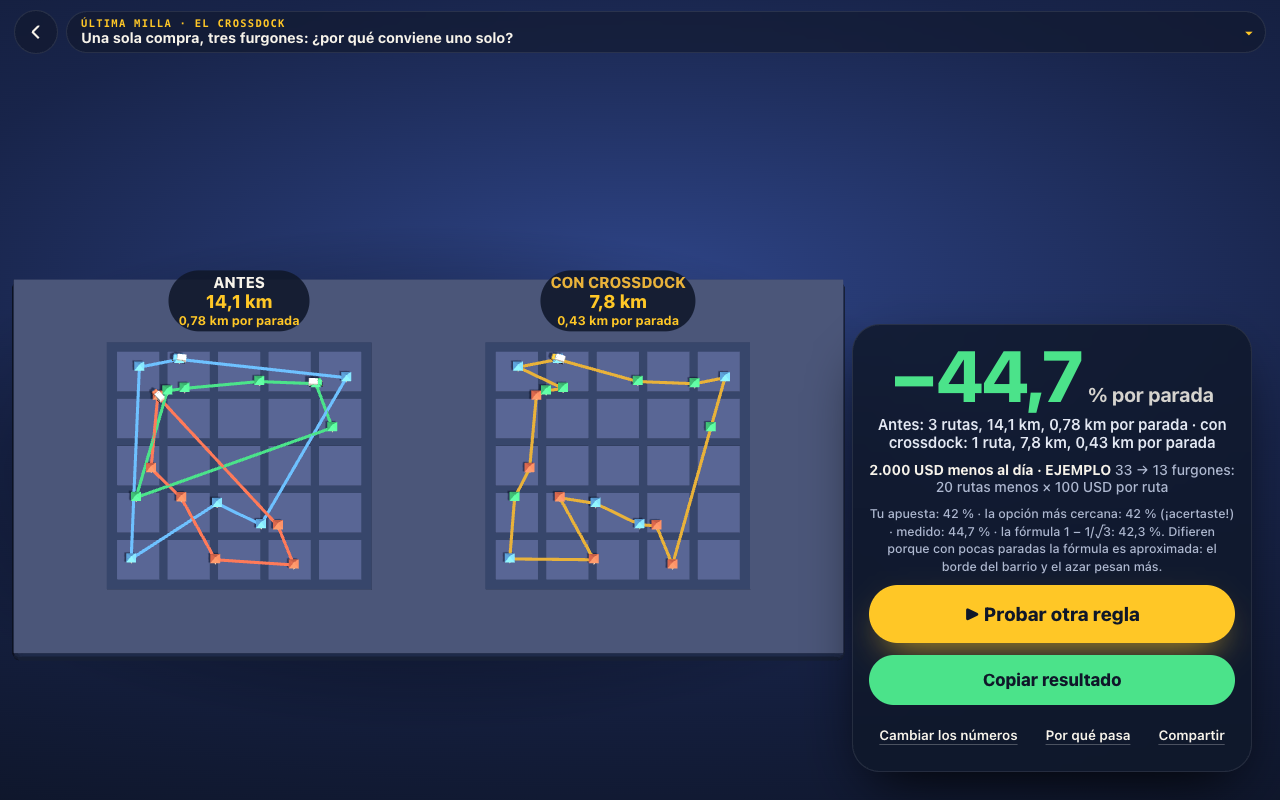 ÚLTIMA MILLA · EL CROSSDOCK
Una sola compra, tres furgones: ¿por qué conviene uno solo?
ANTES
14,1 km
0,78 km por parada
CON CROSSDOCK
7,8 km
0,43 km por parada
−44,7 % por parada
Antes: 3 rutas, 14,1 km, 0,78 km por parada · con
crossdock: 1 ruta, 7,8 km, 0,43 km por parada
2.000 USD menos al día · EJEMPLO 33 → 13 furgones:
20 rutas menos × 100 USD por ruta
Tu apuesta: 42 % · la opción más cercana: 42 % (¡acertaste!)
· medido: 44,7 % · la fórmula 1 − 1/√3: 42,3 %. Difieren
porque con pocas paradas la fórmula es aproximada: el
borde del barrio y el azar pesan más.
Probar otra regla
Copiar resultado
Cambiar los números
Por qué pasa
Compartir